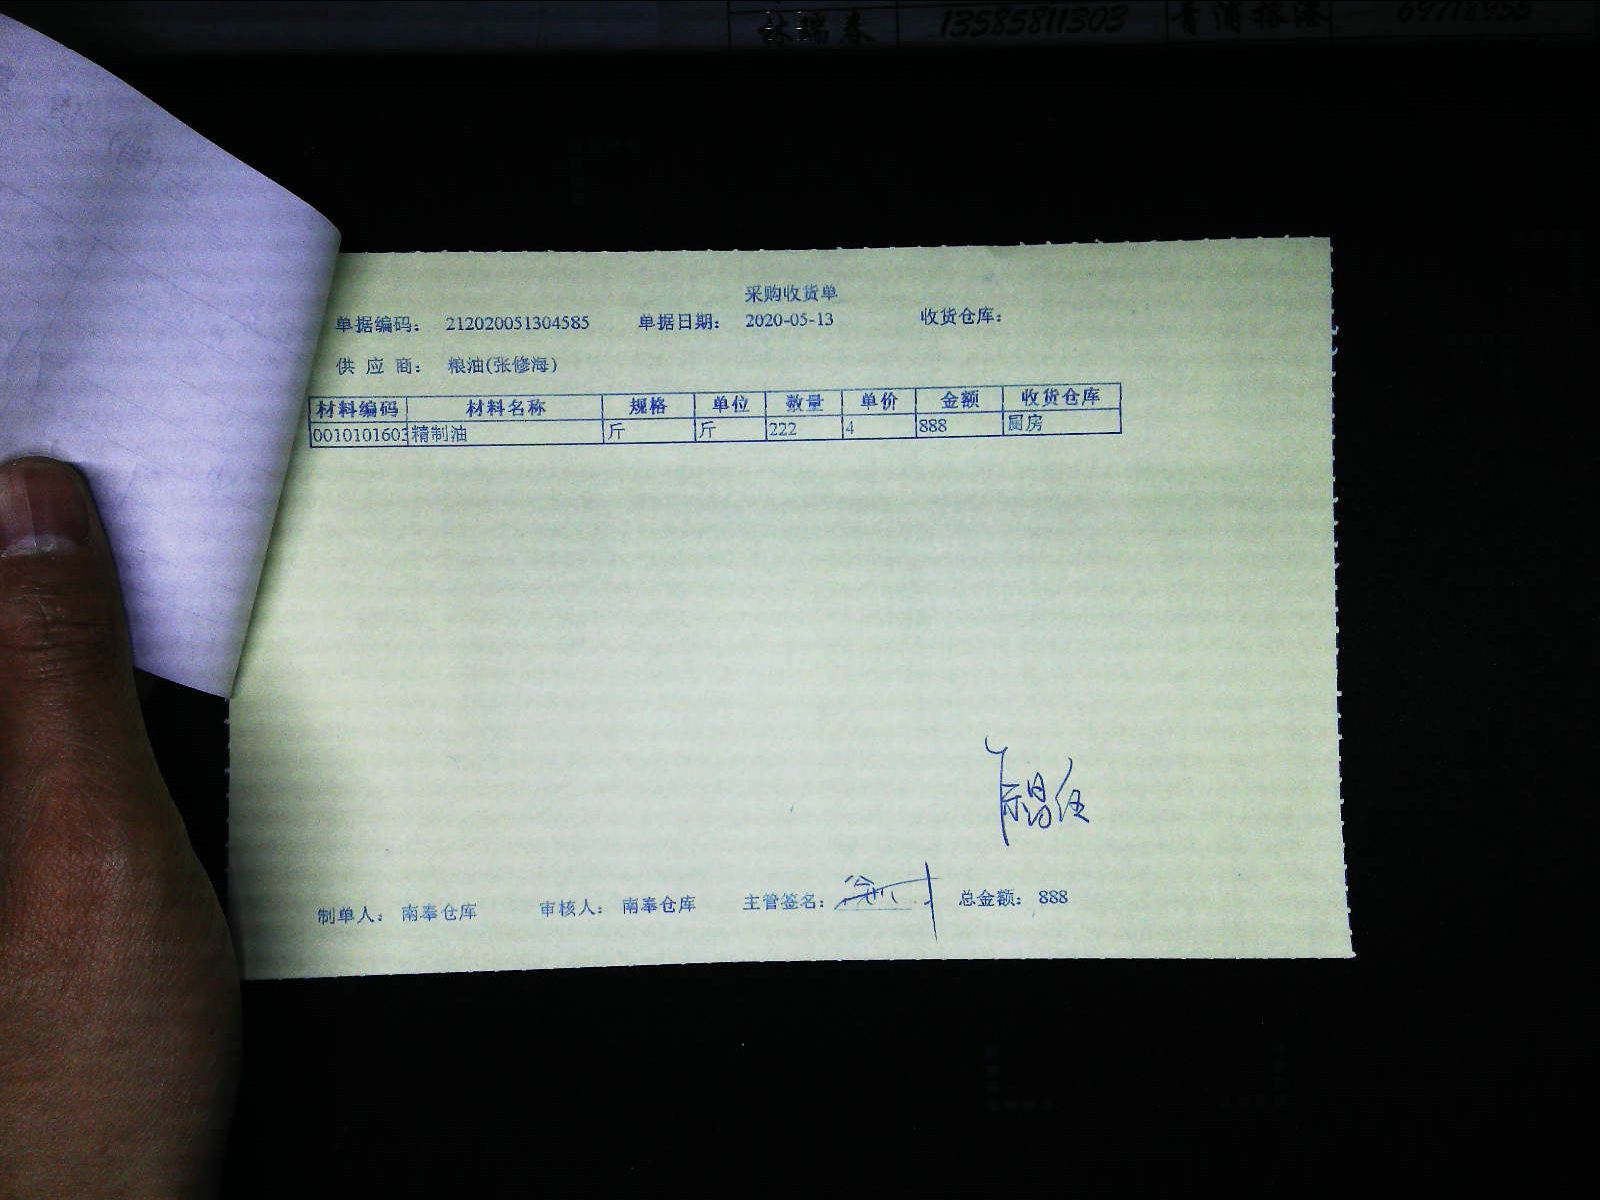 13585811303
采购收货单
单据编码： 212020051304585 单据日期： 2020-05-13 收货仓库：
供 应 商： 粮油(张修海)
材料编码 材料名称 规格 单位 数量 单价 金额 收货仓库
0010101603 精制油 斤 斤 222 4 888 厨房
制单人： 南奉仓库 审核人： 南奉仓库 主管签名： 总金额： 888